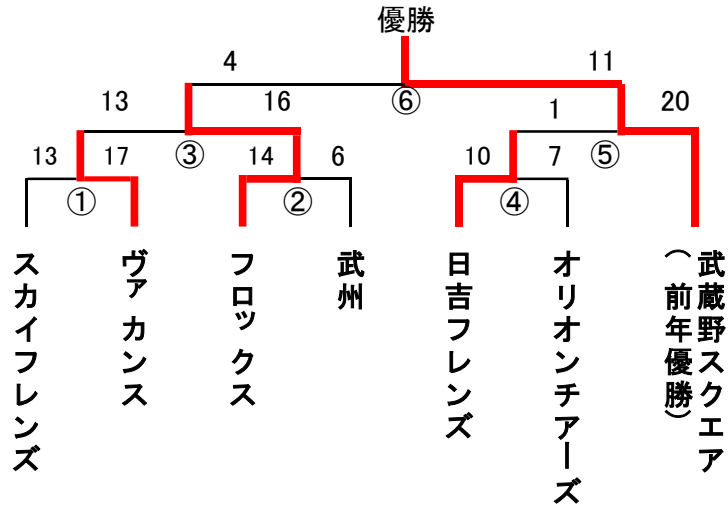 優勝
4
11
13
16
⑥
1
20
13
17
③
14
6
10
7
⑤
①
②
④
スカイフレンズ
ヴァカンス
フロックス
武州
日吉フレンズ
オリオンチアーズ
武蔵野スクエア
(前年優勝)